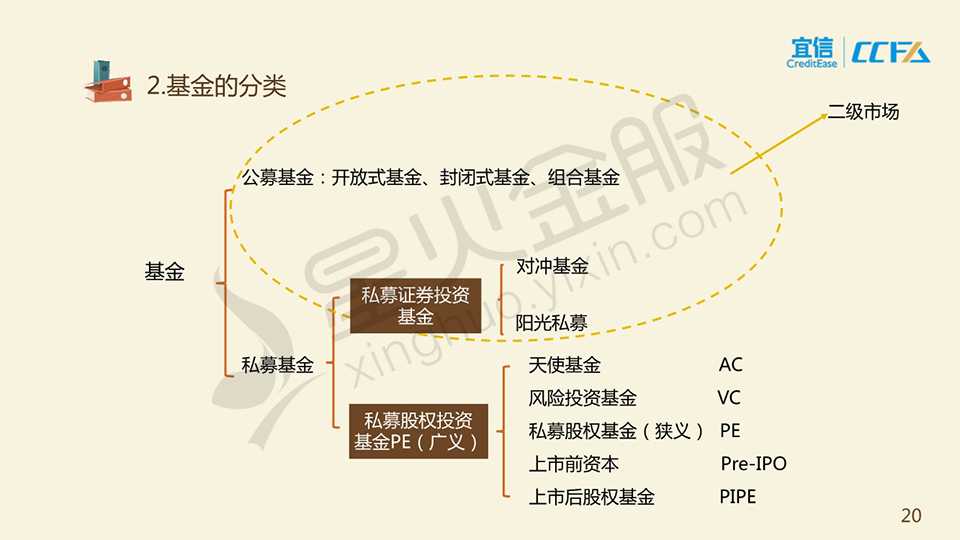 宜信
CreditEase
CCFA
2.基金的分类
二级市场
公募基金：开放式基金、封闭式基金、组合基金
基金
私募基金
私募证券投资
基金
对冲基金
阳光私募
私募股权投资
基金PE（广义）
天使基金 AC
风险投资基金 VC
私募股权基金（狭义） PE
上市前资本 Pre-IPO
上市后股权基金 PIPE
星火金服
xinghuo.yixin.com
20